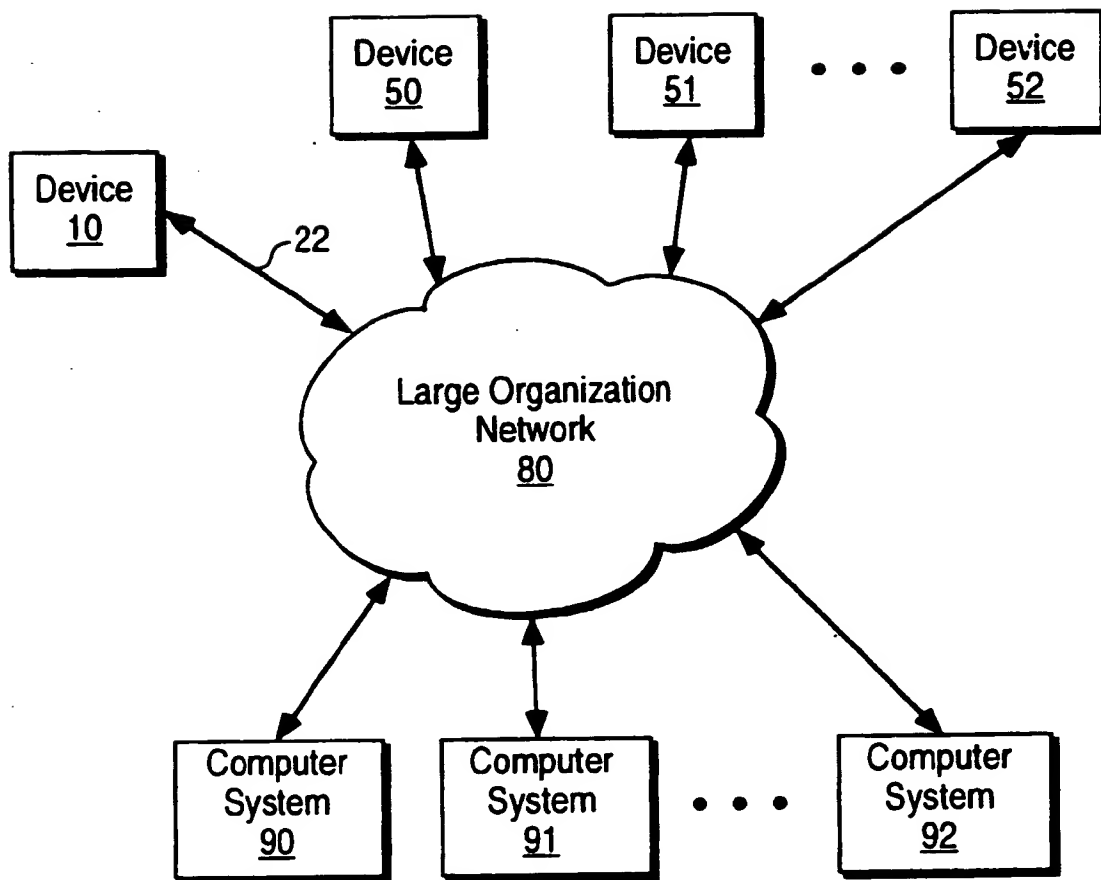 Device
50
Device
51
Device
52
Device
10
22
Large Organization
Network
80
Computer
System
90
Computer
System
91
Computer
System
92